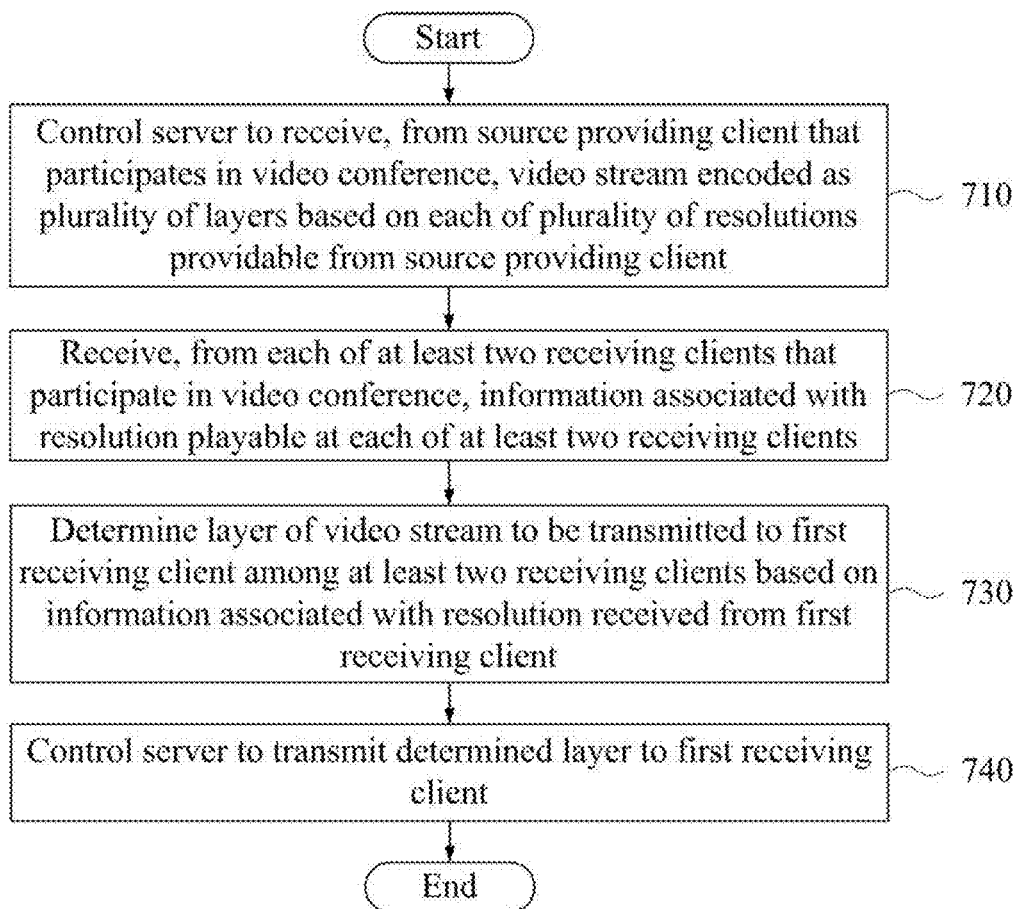 Start
Control server to receive, from source providing client that
participates in video conference, video stream encoded as
plurality of layers based on each of plurality of resolutions
providable from source providing client
710
Receive, from each of at least two receiving clients that
participate in video conference, information associated with
resolution playable at each of at least two receiving clients
720
Determine layer of video stream to be transmitted to first
receiving client among at least two receiving clients based on
information associated with resolution received from first
receiving client
730
Control server to transmit determined layer to first receiving
client
740
End